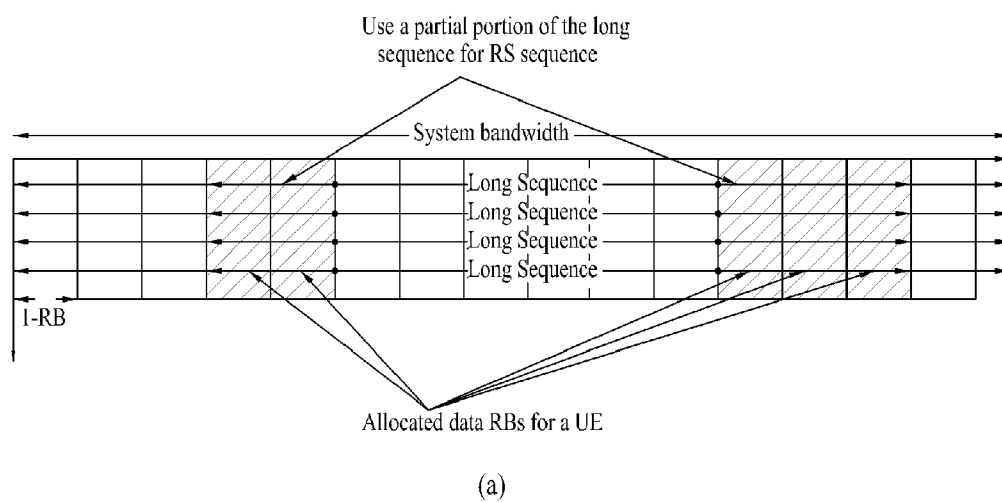 Use a partial portion of the long
sequence for RS sequence
System bandwidth
Long Sequence
Long Sequence
Long Sequence
Long Sequence
1-RB
Allocated data RBs for a UE
(a)